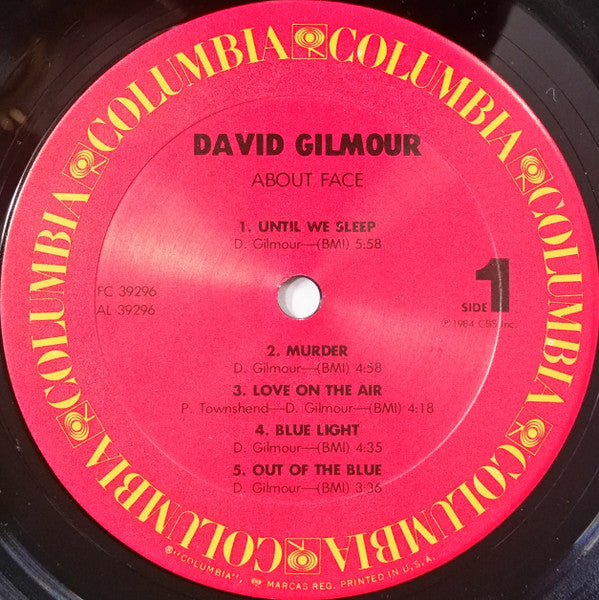 COLUMBIA COLUMBIA COLUMBIA COLUMBIA COLUMBIA COLUMBIA
DAVID GILMOUR
ABOUT FACE
1. UNTIL WE SLEEP
D. Gilmour—(BMI) 5:58
FC 39296
AL 39296
SIDE 1
℗ 1984 CBS Inc.
2. MURDER
D. Gilmour—(BMI) 4:58
3. LOVE ON THE AIR
P. Townshend—D. Gilmour—(BMI) 4:18
4. BLUE LIGHT
D. Gilmour—(BMI) 4:35
5. OUT OF THE BLUE
D. Gilmour—(BMI) 3:36
®"COLUMBIA", MARCAS REG. PRINTED IN U.S.A.